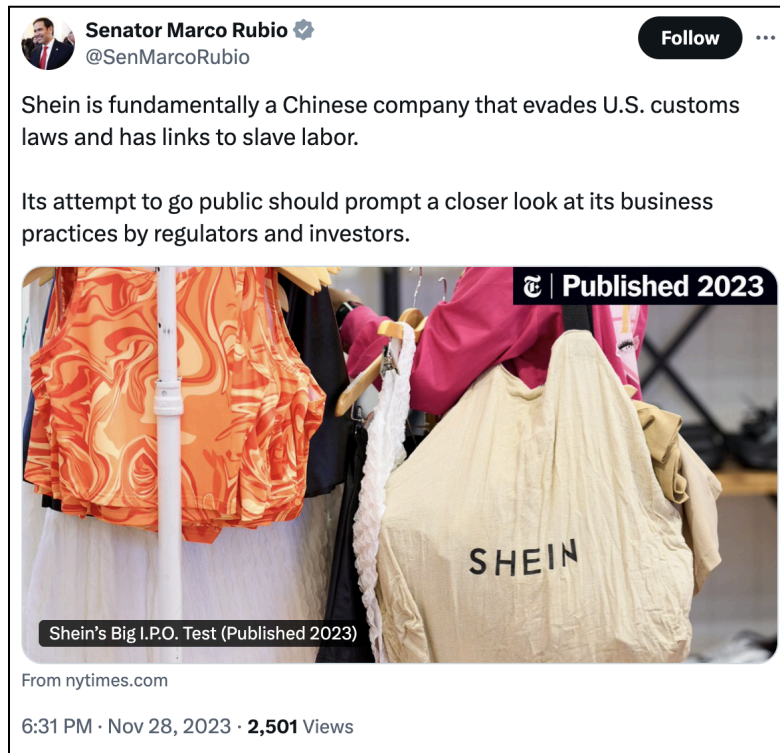 Senator Marco Rubio
@SenMarcoRubio
Follow
Shein is fundamentally a Chinese company that evades U.S. customs
laws and has links to slave labor.
Its attempt to go public should prompt a closer look at its business
practices by regulators and investors.
Published 2023
SHEIN
Shein's Big I.P.O. Test (Published 2023)
From nytimes.com
6:31 PM · Nov 28, 2023 · 2,501 Views